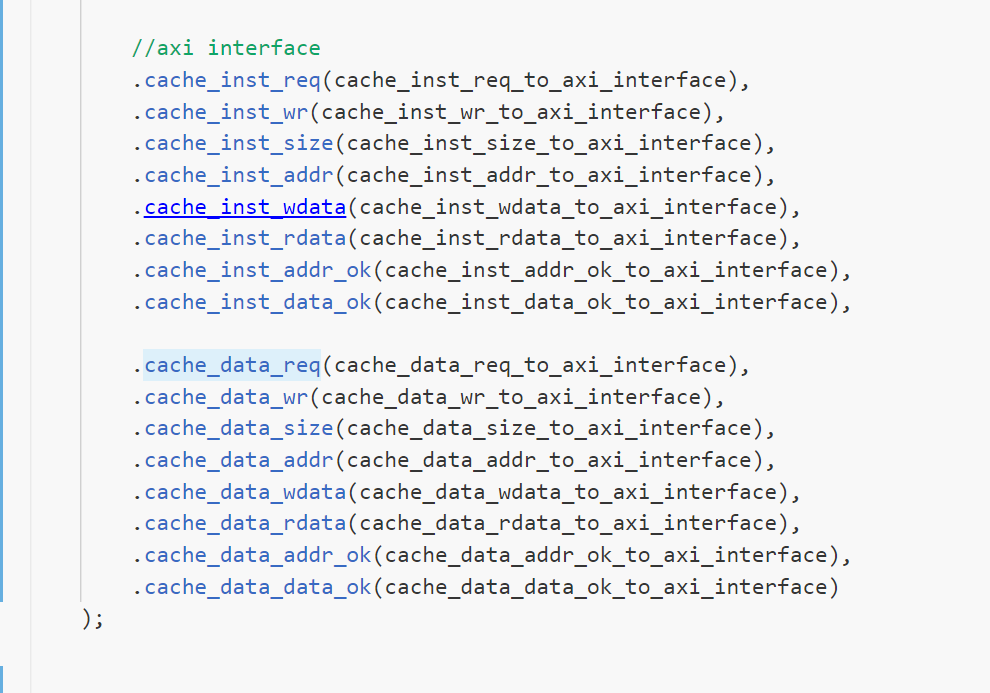 //axi interface
.cache_inst_req(cache_inst_req_to_axi_interface),
.cache_inst_wr(cache_inst_wr_to_axi_interface),
.cache_inst_size(cache_inst_size_to_axi_interface),
.cache_inst_addr(cache_inst_addr_to_axi_interface),
.cache_inst_wdata(cache_inst_wdata_to_axi_interface),
.cache_inst_rdata(cache_inst_rdata_to_axi_interface),
.cache_inst_addr_ok(cache_inst_addr_ok_to_axi_interface),
.cache_inst_data_ok(cache_inst_data_ok_to_axi_interface),
.cache_data_req(cache_data_req_to_axi_interface),
.cache_data_wr(cache_data_wr_to_axi_interface),
.cache_data_size(cache_data_size_to_axi_interface),
.cache_data_addr(cache_data_addr_to_axi_interface),
.cache_data_wdata(cache_data_wdata_to_axi_interface),
.cache_data_rdata(cache_data_rdata_to_axi_interface),
.cache_data_addr_ok(cache_data_addr_ok_to_axi_interface),
.cache_data_data_ok(cache_data_data_ok_to_axi_interface)
);